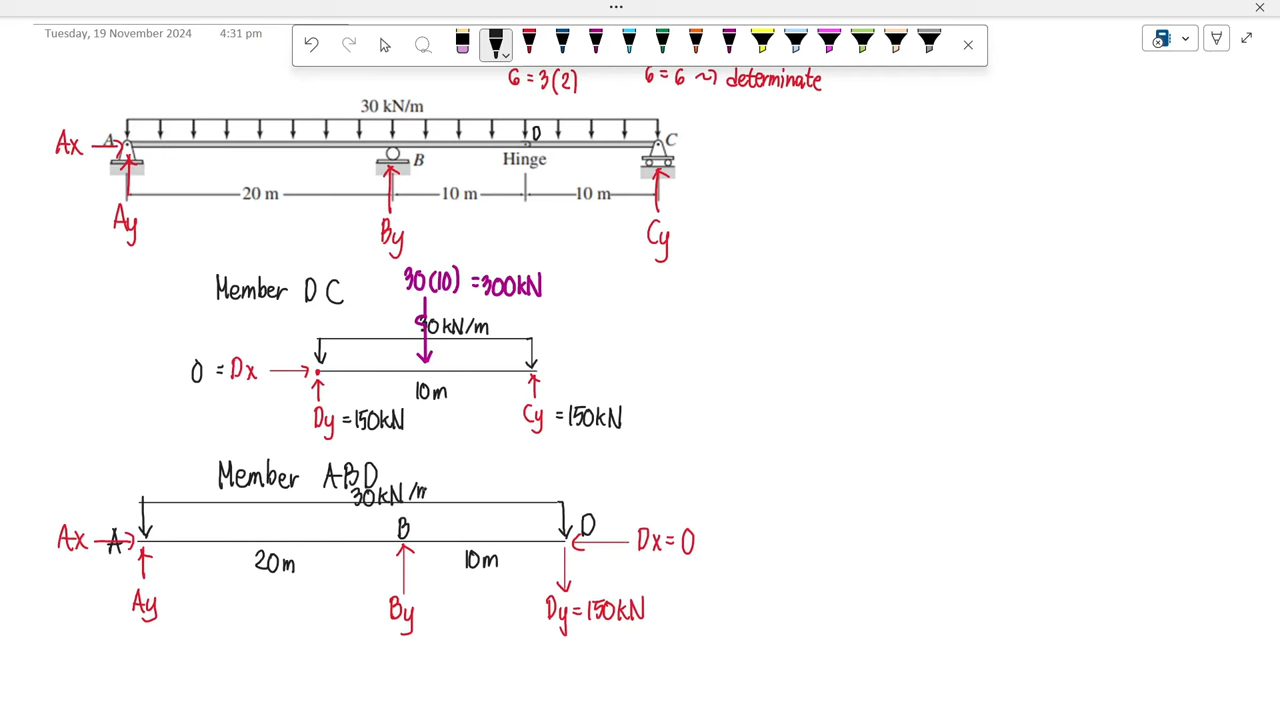 Tuesday, 19 November 2024 4:31 pm
6 = 3(2) 6 = 6 ~> determinate
30 kN/m
Ax A D C
B Hinge
20 m 10 m 10 m
Ay By Cy
Member DC 30(10) = 300kN
30kN/m
0 = Dx
10m
Dy = 150kN Cy = 150kN
Member ABD
30kN/m
Ax A B D Dx = 0
20m 10m
Ay By Dy = 150kN